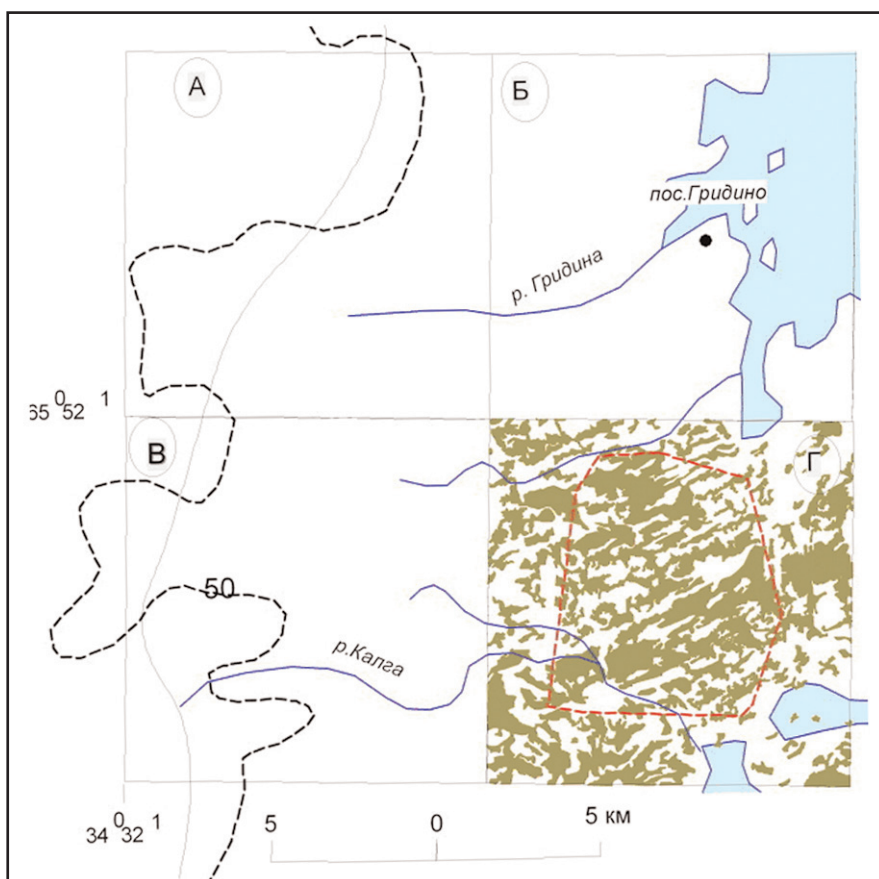 А
Б
пос.Гридино
р. Гридина
65 0 52 1
В
Г
50
р.Калга
34 0 32 1
5 0 5 км